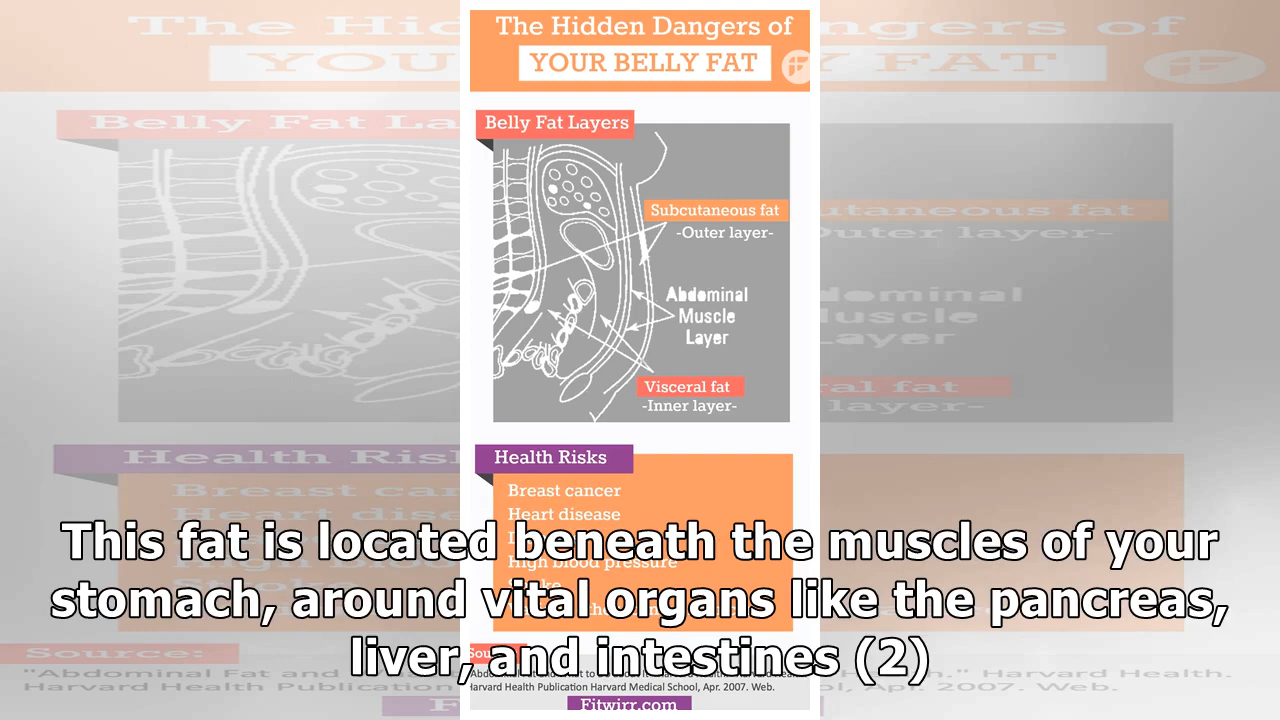 The Hidden Dangers of
YOUR BELLY FAT
Belly Fat Layers
Subcutaneous fat
-Outer layer-
Abdominal
Muscle
Layer
Visceral fat
-Inner layer-
Health Risks
Breast cancer
Heart disease
High blood pressure
This fat is located beneath the muscles of your
stomach, around vital organs like the pancreas,
liver, and intestines (2)
Harvard Health Publication Harvard Medical School, Apr. 2007. Web.
Fitwirr.com